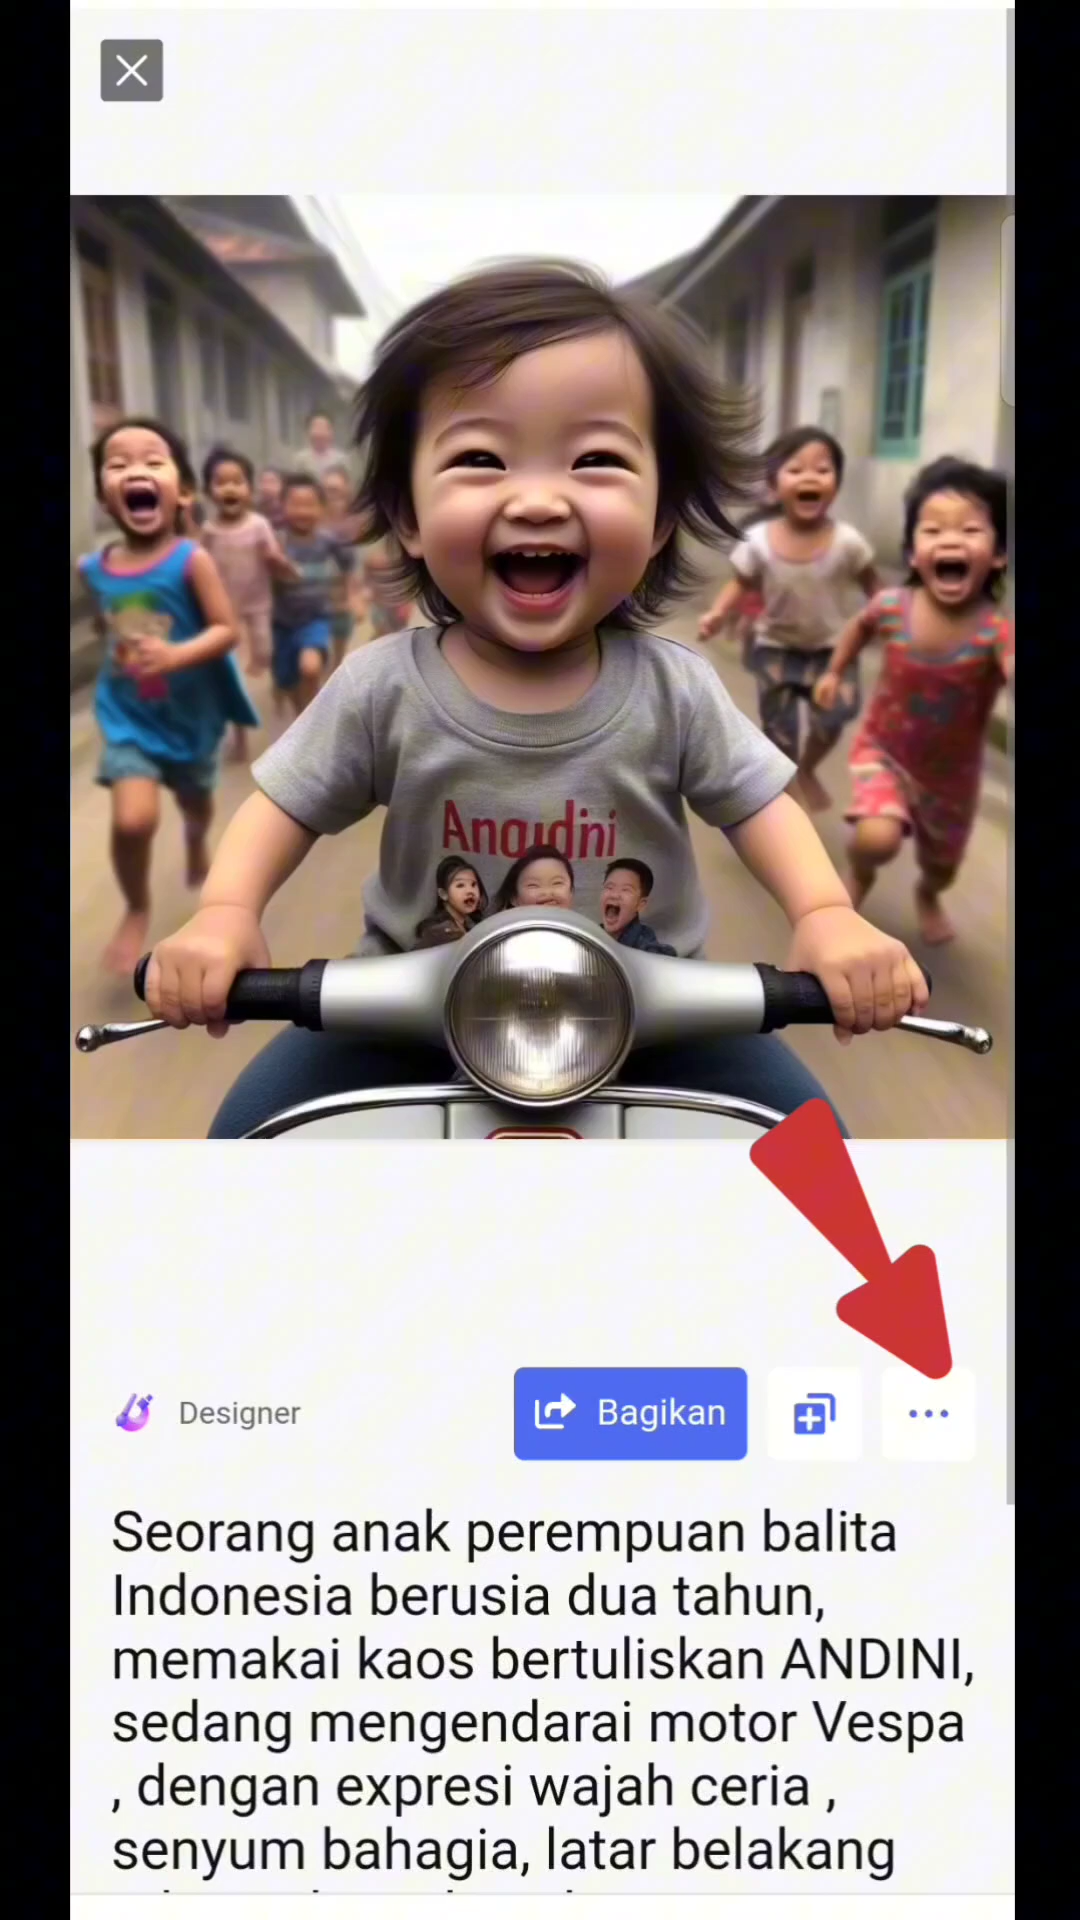 Anaudini
Designer
Bagikan
Seorang anak perempuan balita
Indonesia berusia dua tahun,
memakai kaos bertuliskan ANDINI,
sedang mengendarai motor Vespa
, dengan expresi wajah ceria ,
senyum bahagia, latar belakang